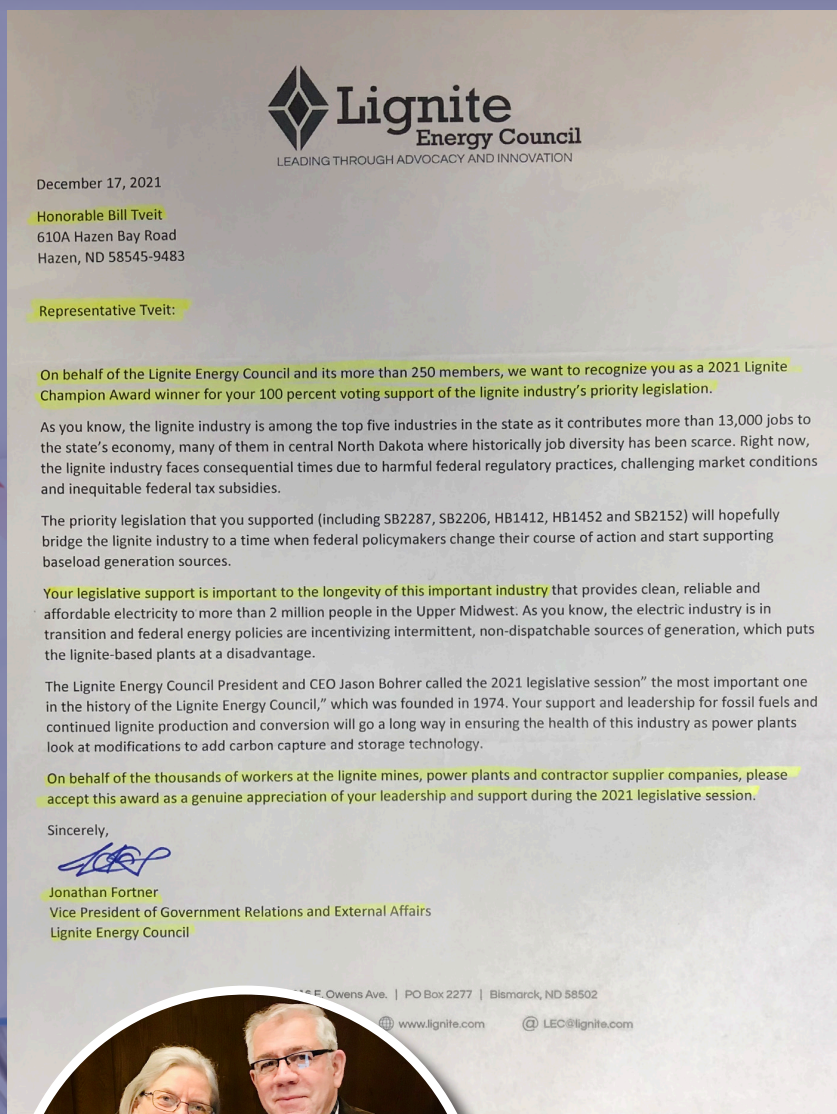 Lignite
Energy Council
LEADING THROUGH ADVOCACY AND INNOVATION
December 17, 2021
Honorable Bill Tveit
610A Hazen Bay Road
Hazen, ND 58545-9483
Representative Tveit:
On behalf of the Lignite Energy Council and its more than 250 members, we want to recognize you as a 2021 Lignite
Champion Award winner for your 100 percent voting support of the lignite industry's priority legislation.
As you know, the lignite industry is among the top five industries in the state as it contributes more than 13,000 jobs to
the state's economy, many of them in central North Dakota where historically job diversity has been scarce. Right now,
the lignite industry faces consequential times due to harmful federal regulatory practices, challenging market conditions
and inequitable federal tax subsidies.
The priority legislation that you supported (including SB2287, SB2206, HB1412, HB1452 and SB2152) will hopefully
bridge the lignite industry to a time when federal policymakers change their course of action and start supporting
baseload generation sources.
Your legislative support is important to the longevity of this important industry that provides clean, reliable and
affordable electricity to more than 2 million people in the Upper Midwest. As you know, the electric industry is in
transition and federal energy policies are incentivizing intermittent, non-dispatchable sources of generation, which puts
the lignite-based plants at a disadvantage.
The Lignite Energy Council President and CEO Jason Bohrer called the 2021 legislative session" the most important one
in the history of the Lignite Energy Council," which was founded in 1974. Your support and leadership for fossil fuels and
continued lignite production and conversion will go a long way in ensuring the health of this industry as power plants
look at modifications to add carbon capture and storage technology.
On behalf of the thousands of workers at the lignite mines, power plants and contractor supplier companies, please
accept this award as a genuine appreciation of your leadership and support during the 2021 legislative session.
Sincerely,
Jonathan Fortner
Vice President of Government Relations and External Affairs
Lignite Energy Council
E. Owens Ave. | PO Box 2277 | Bismarck, ND 58502
www.lignite.com @ LEC@lignite.com